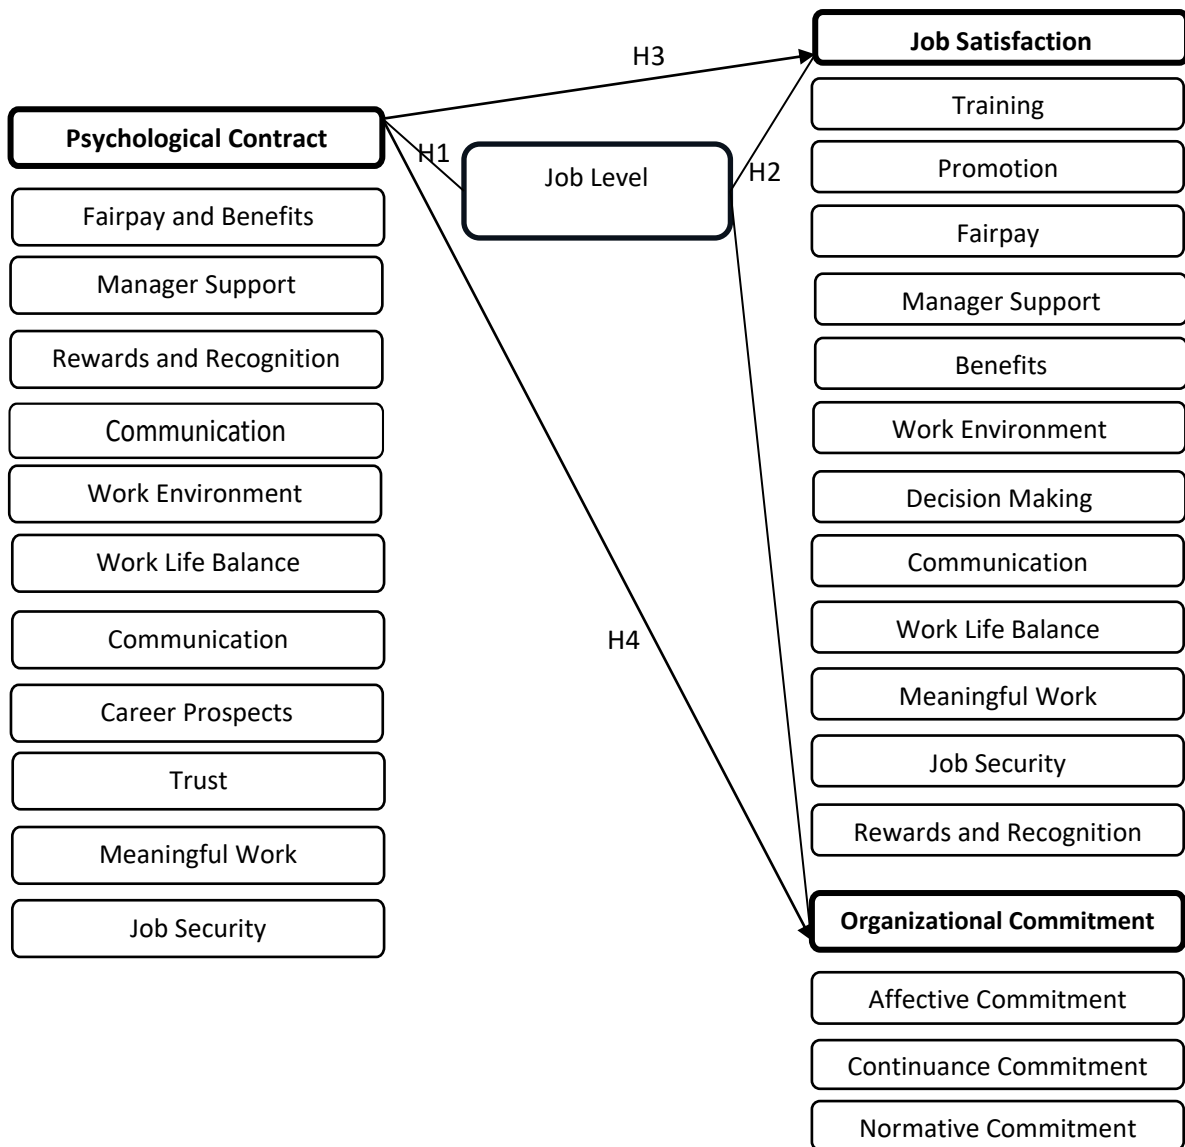 Psychological Contract
Fairpay and Benefits
Manager Support
Rewards and Recognition
Communication
Work Environment
Work Life Balance
Communication
Career Prospects
Trust
Meaningful Work
Job Security
H3
H1
Job Level
H2
H4
Job Satisfaction
Training
Promotion
Fairpay
Manager Support
Benefits
Work Environment
Decision Making
Communication
Work Life Balance
Meaningful Work
Job Security
Rewards and Recognition
Organizational Commitment
Affective Commitment
Continuance Commitment
Normative Commitment